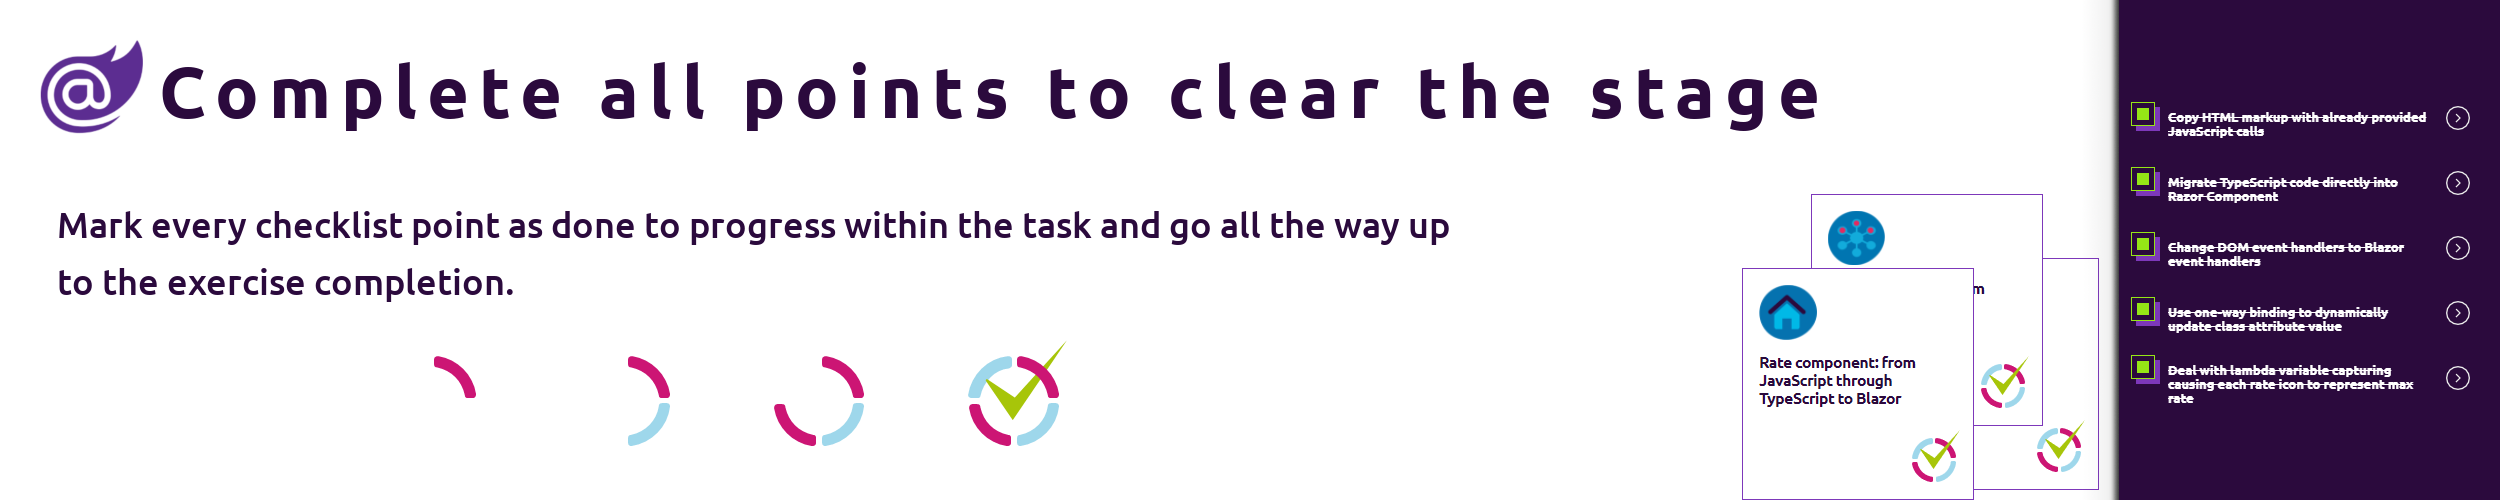 @
Complete all points to clear the stage
Mark every checklist point as done to progress within the task and go all the way up
to the exercise completion.
m
Rate component: from
JavaScript through
TypeScript to Blazor
Copy HTML markup with already provided
JavaScript calls
Migrate TypeScript code directly into
Razor Component
Change DOM event handlers to Blazor
event handlers
Use one-way binding to dynamically
update class attribute value
Deal with lambda variable capturing
causing each rate icon to represent max
rate